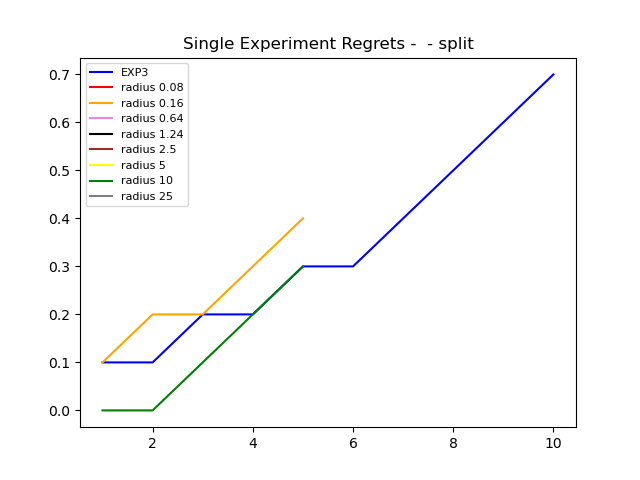 Single Experiment Regrets -  - split
EXP3
radius 0.08
radius 0.16
radius 0.64
radius 1.24
radius 2.5
radius 5
radius 10
radius 25
0.7
0.6
0.5
0.4
0.3
0.2
0.1
0.0
2 4 6 8 10